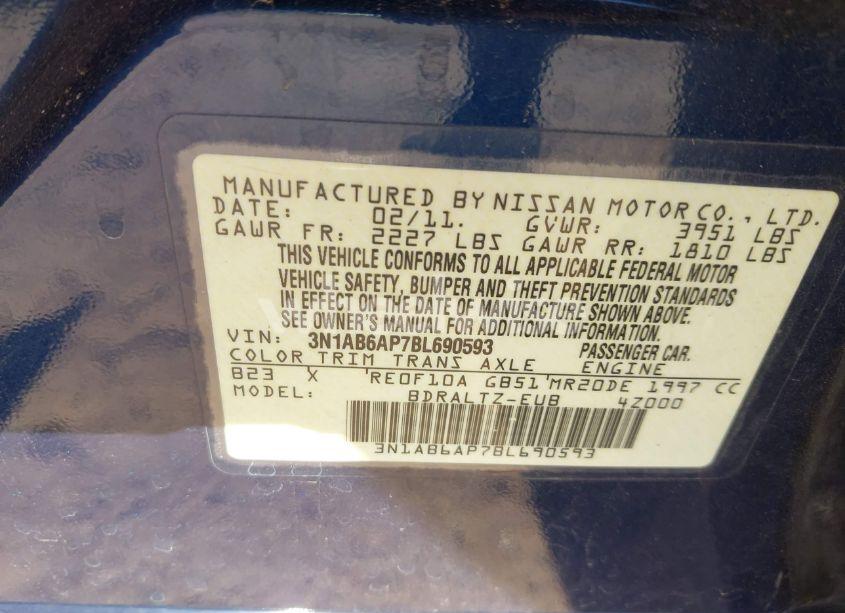 MANUFACTURED BY NISSAN MOTOR CO., LTD.
DATE: 02/11. GVWR: 3951 LBS
GAWR FR: 2227 LBS GAWR RR: 1810 LBS
THIS VEHICLE CONFORMS TO ALL APPLICABLE FEDERAL MOTOR
VEHICLE SAFETY, BUMPER AND THEFT PREVENTION STANDARDS
IN EFFECT ON THE DATE OF MANUFACTURE SHOWN ABOVE.
SEE OWNER'S MANUAL FOR ADDITIONAL INFORMATION.
VIN: 3N1AB6AP7BL690593 PASSENGER CAR.
COLOR TRIM TRANS AXLE ENGINE
B23 X 'RE0F10A GB51'MR20DE 1997 CC
MODEL: BDRALTZ-EUB 4Z000
3N1AB6AP7BL690593